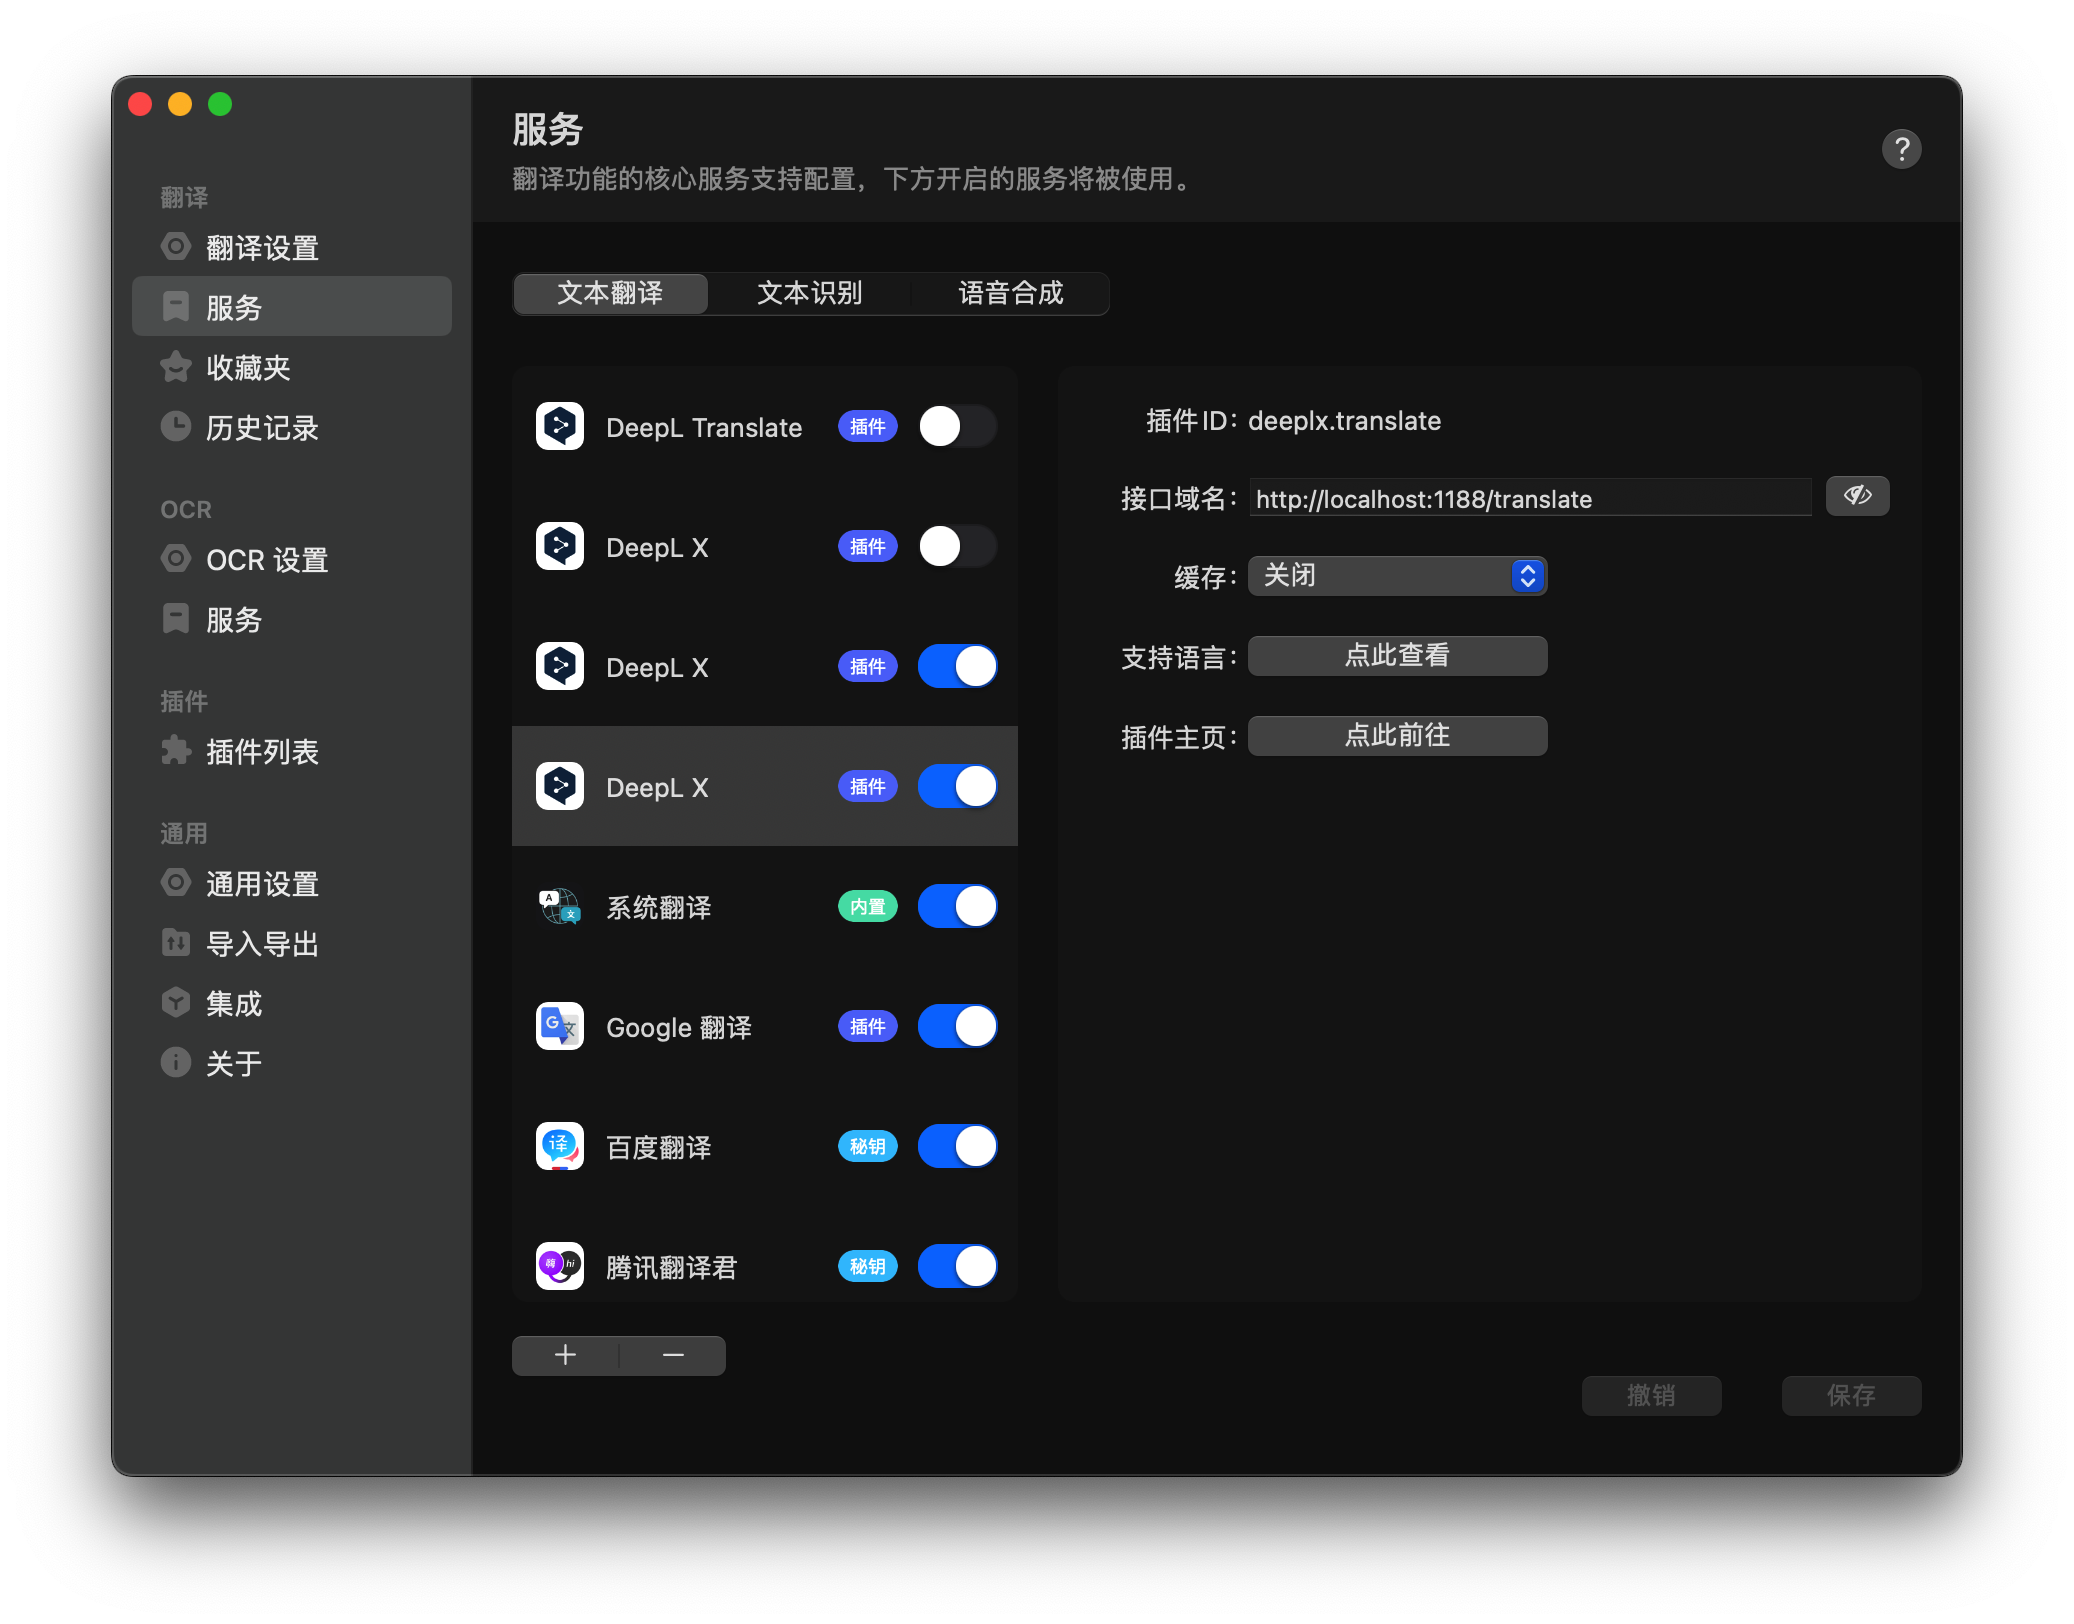 服务
翻译功能的核心服务支持配置，下方开启的服务将被使用。
?
翻译
翻译设置
服务
收藏夹
历史记录
OCR
OCR 设置
服务
插件
插件列表
通用
通用设置
导入导出
集成
关于
文本翻译 文本识别 语音合成
DeepL Translate 插件
DeepL X 插件
DeepL X 插件
DeepL X 插件
系统翻译 内置
Google 翻译 插件
百度翻译 秘钥
腾讯翻译君 秘钥
插件ID： deeplx.translate
接口域名： http://localhost:1188/translate
缓存： 关闭
支持语言： 点此查看
插件主页： 点此前往
撤销 保存